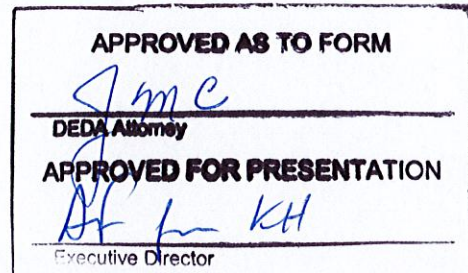 APPROVED AS TO FORM
JMC
DEDA Attorney
APPROVED FOR PRESENTATION
for KH
Executive Director